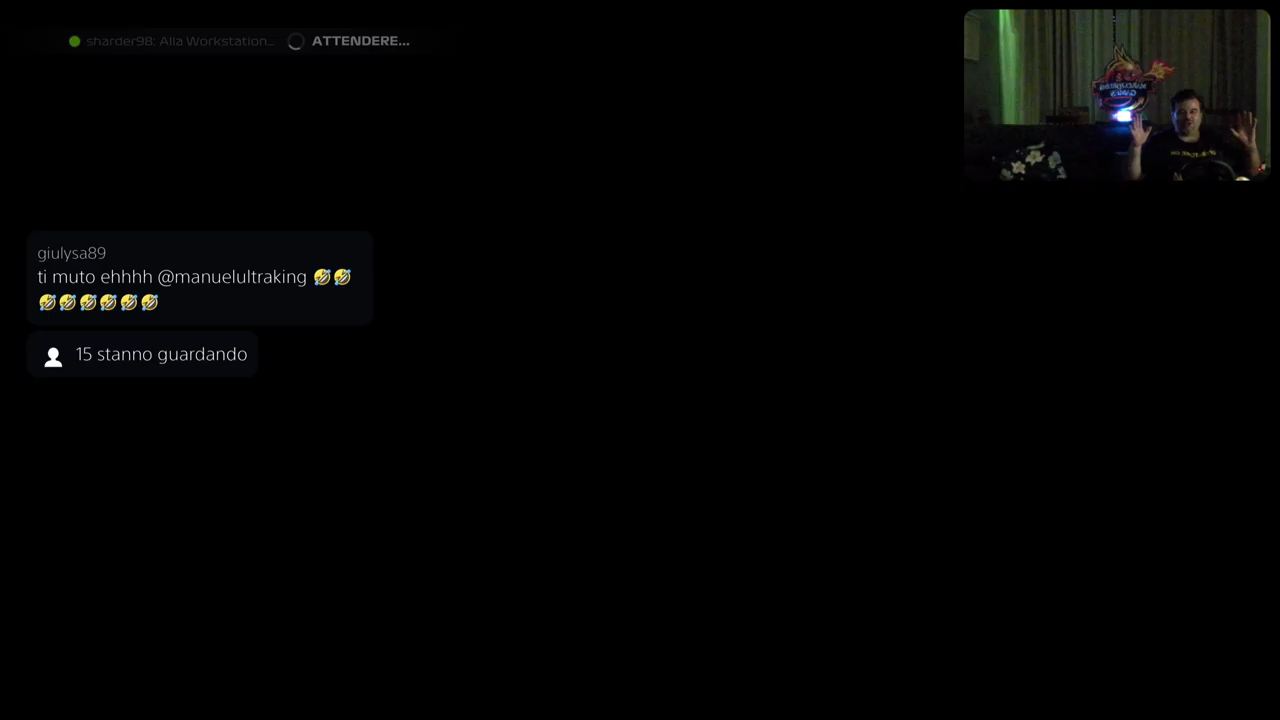 sharder98: Alla Workstation... ATTENDERE...
giulysa89
ti muto ehhhh @manuelultraking 🤣🤣
🤣🤣🤣🤣🤣🤣
15 stanno guardando